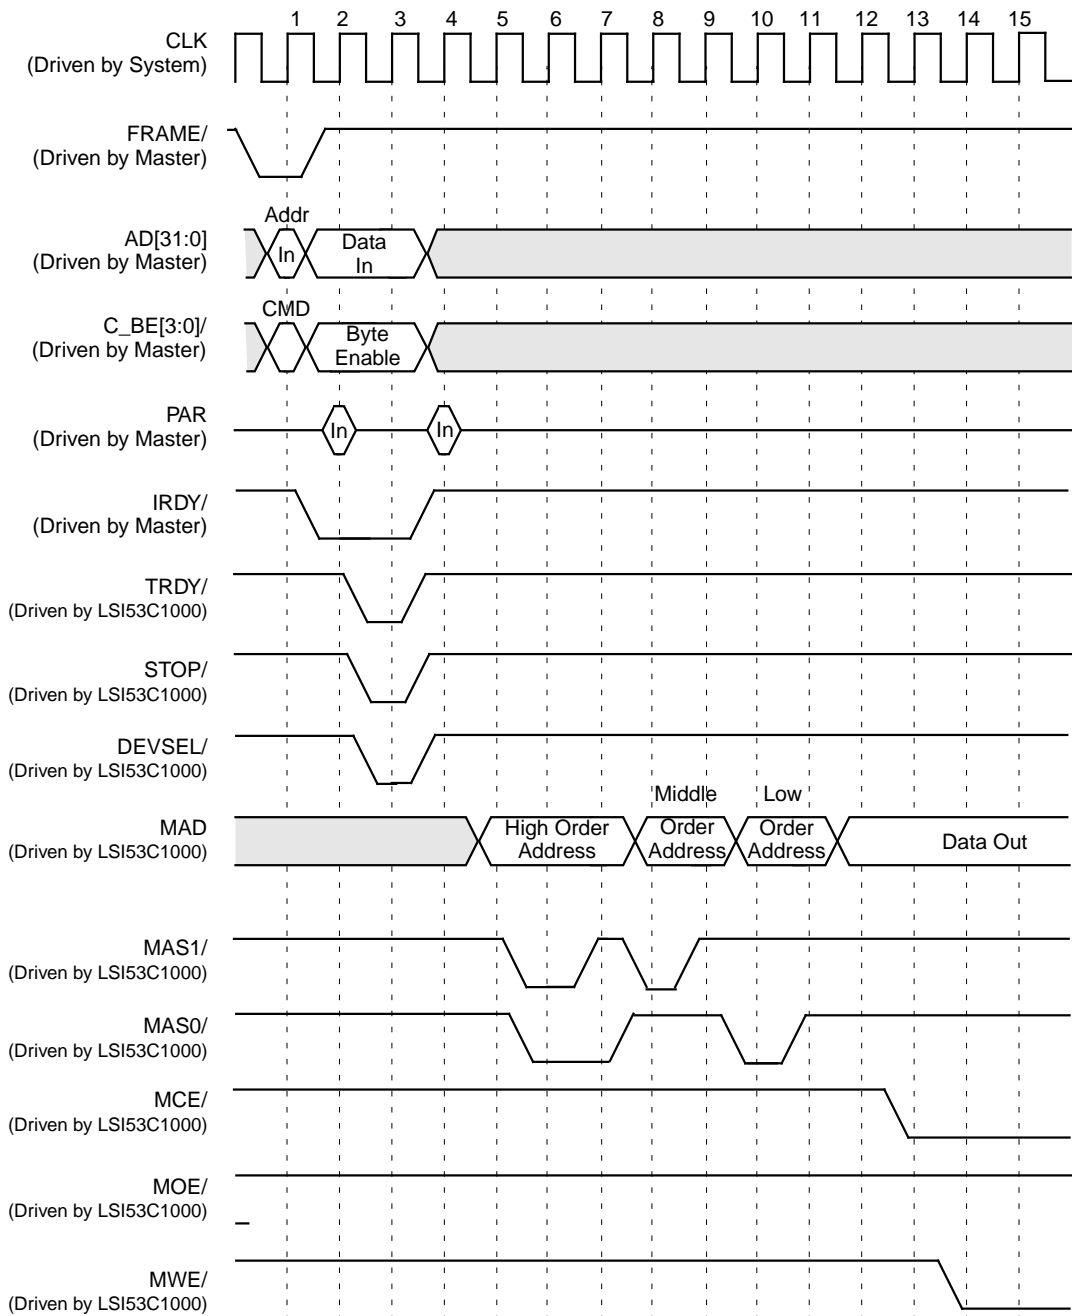 1 2 3 4 5 6 7 8 9 10 11 12 13 14 15
CLK
(Driven by System)
FRAME/
(Driven by Master)
Addr
AD[31:0]
(Driven by Master)
In
Data
In
CMD
C_BE[3:0]/
(Driven by Master)
Byte
Enable
PAR
(Driven by Master)
In
In
IRDY/
(Driven by Master)
TRDY/
(Driven by LSI53C1000)
STOP/
(Driven by LSI53C1000)
DEVSEL/
(Driven by LSI53C1000)
MAD
(Driven by LSI53C1000)
High Order
Address
Middle
Order
Address
Low
Order
Address
Data Out
MAS1/
(Driven by LSI53C1000)
MAS0/
(Driven by LSI53C1000)
MCE/
(Driven by LSI53C1000)
MOE/
(Driven by LSI53C1000)
MWE/
(Driven by LSI53C1000)